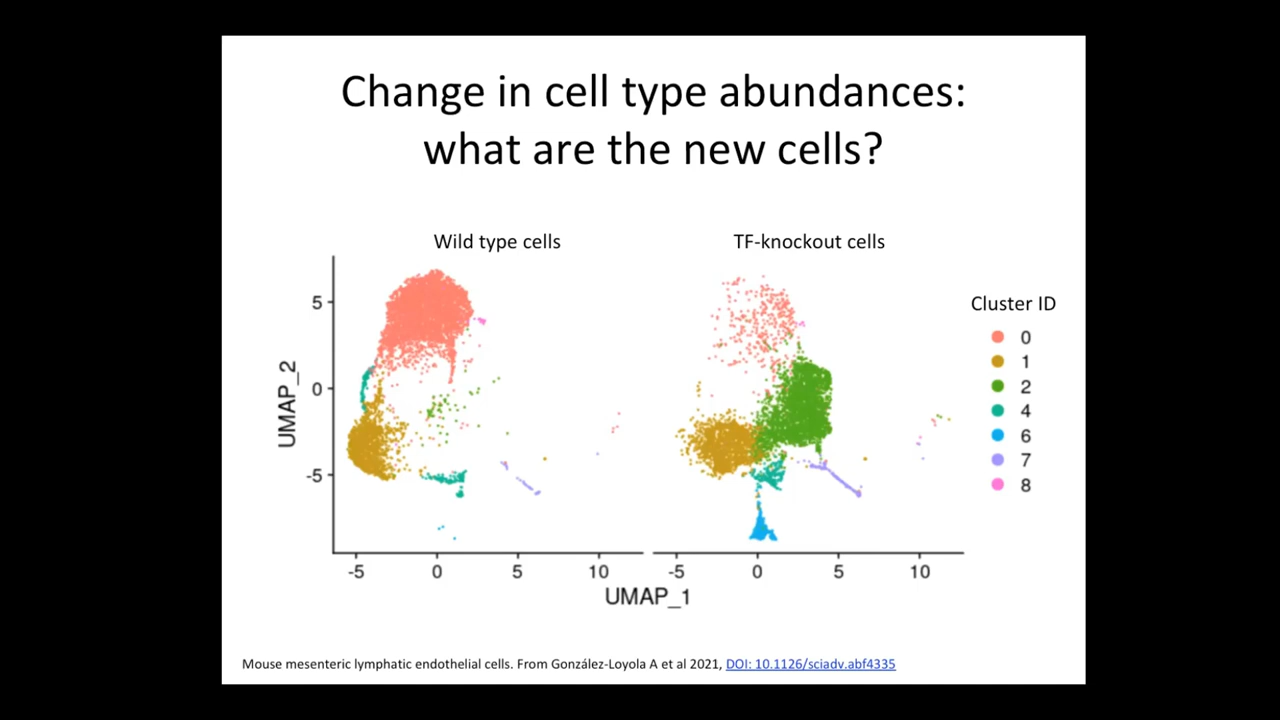 Change in cell type abundances:
what are the new cells?
Wild type cells
TF-knockout cells
UMAP_2
5
0
-5
-5
0
5
10
-5
0
5
10
UMAP_1
Cluster ID
0
1
2
4
6
7
8
Mouse mesenteric lymphatic endothelial cells. From González-Loyola A et al 2021, DOI: 10.1126/sciadv.abf4335